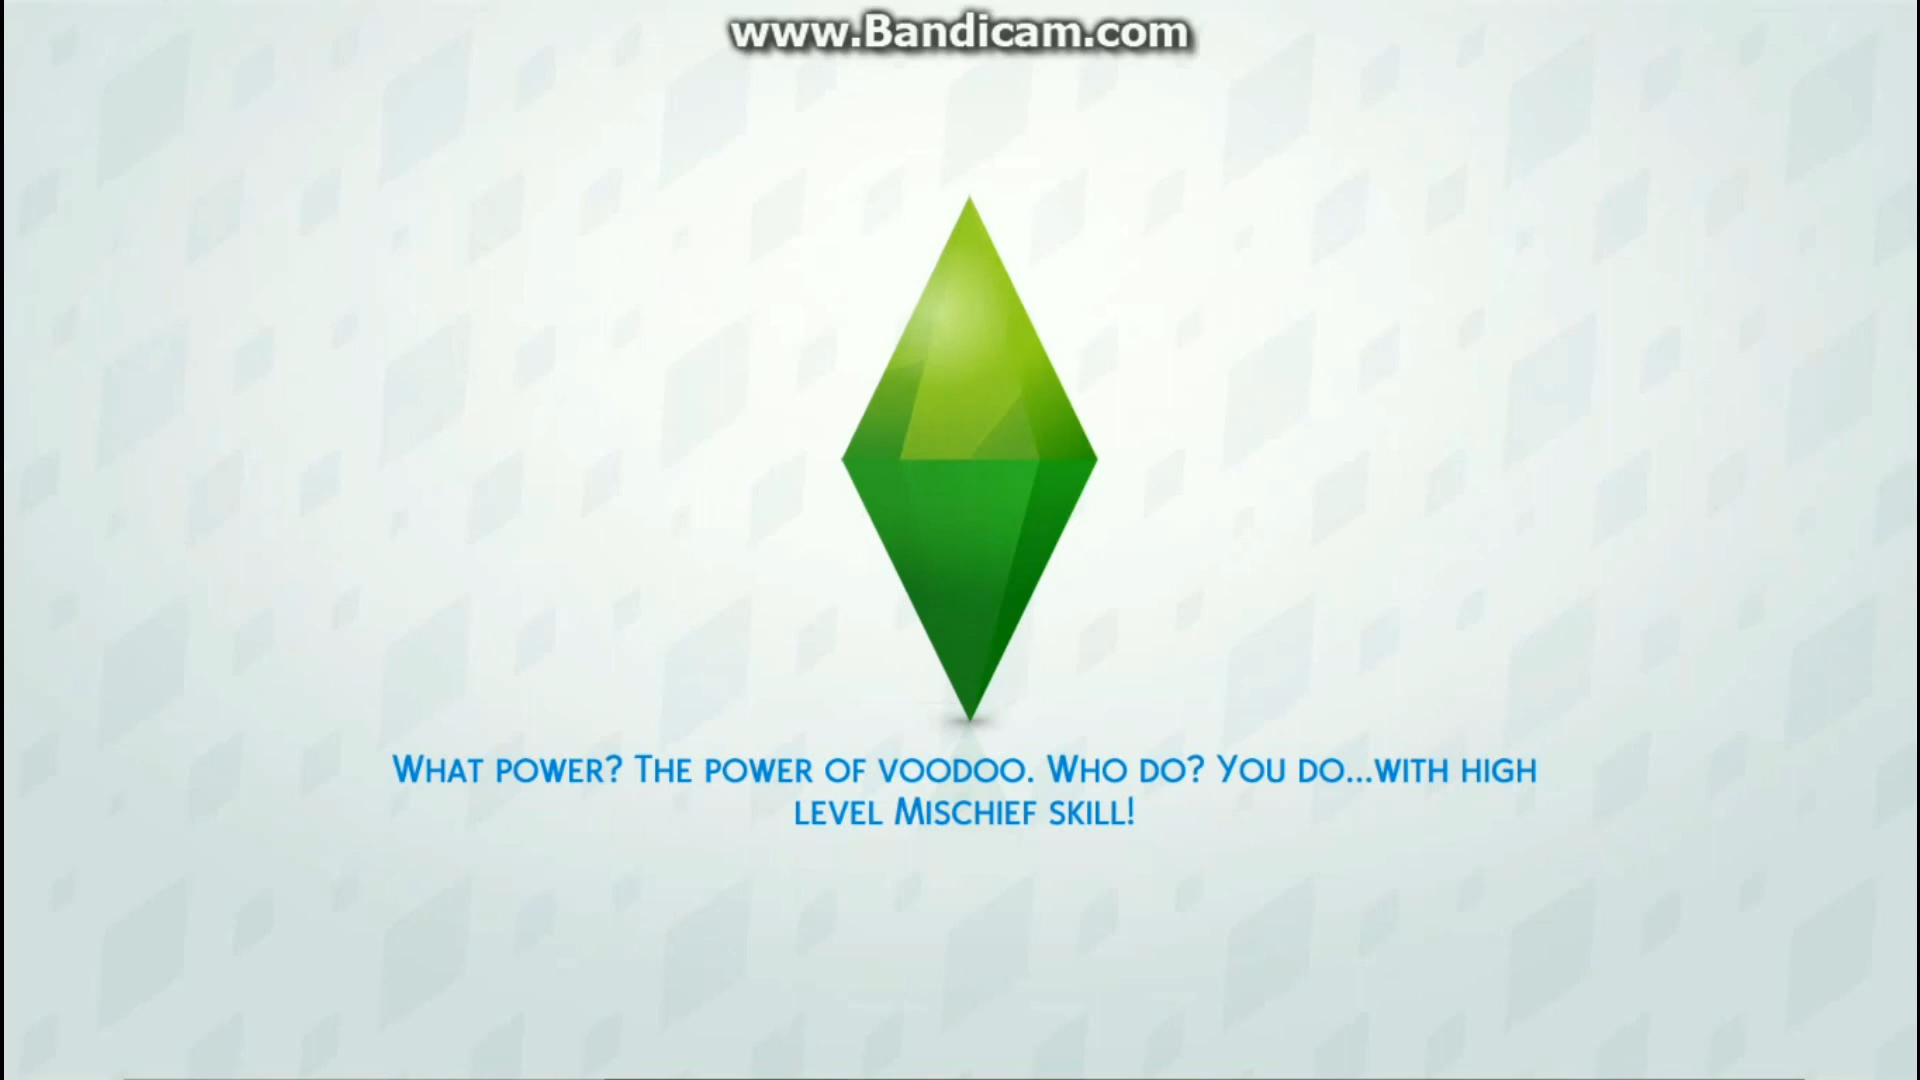 www.Bandicam.com
What power? The power of voodoo. Who do? You do...with high
level Mischief skill!